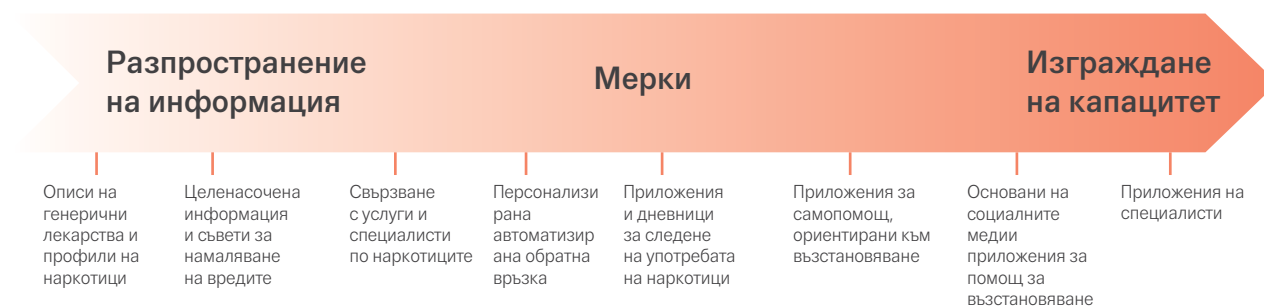 Разпространение
на информация
Мерки
Изграждане
на капацитет
Описи на
генерични
лекарства и
профили на
наркотици
Целенасочена
информация
и съвети за
намаляване
на вредите
Свързване
с услуги и
специалисти
по наркотиците
Персонализи
рана
автоматизир
ана обратна
връзка
Приложения
и дневници
за следене
на употребата
на наркотици
Приложения за
самопомощ,
ориентирани към
възстановяване
Основани на
социалните
медии
приложения за
помощ за
възстановяване
Приложения на
специалисти